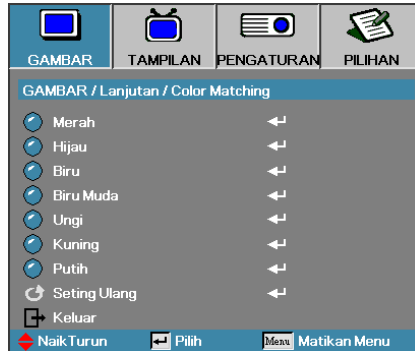 GAMBAR TAMPILAN PENGATURAN PILIHAN
GAMBAR / Lanjutan / Color Matching
Merah
Hijau
Biru
Biru Muda
Ungi
Kuning
Putih
Seting Ulang
Keluar
NaikTurun Pilih Menu Matikan Menu